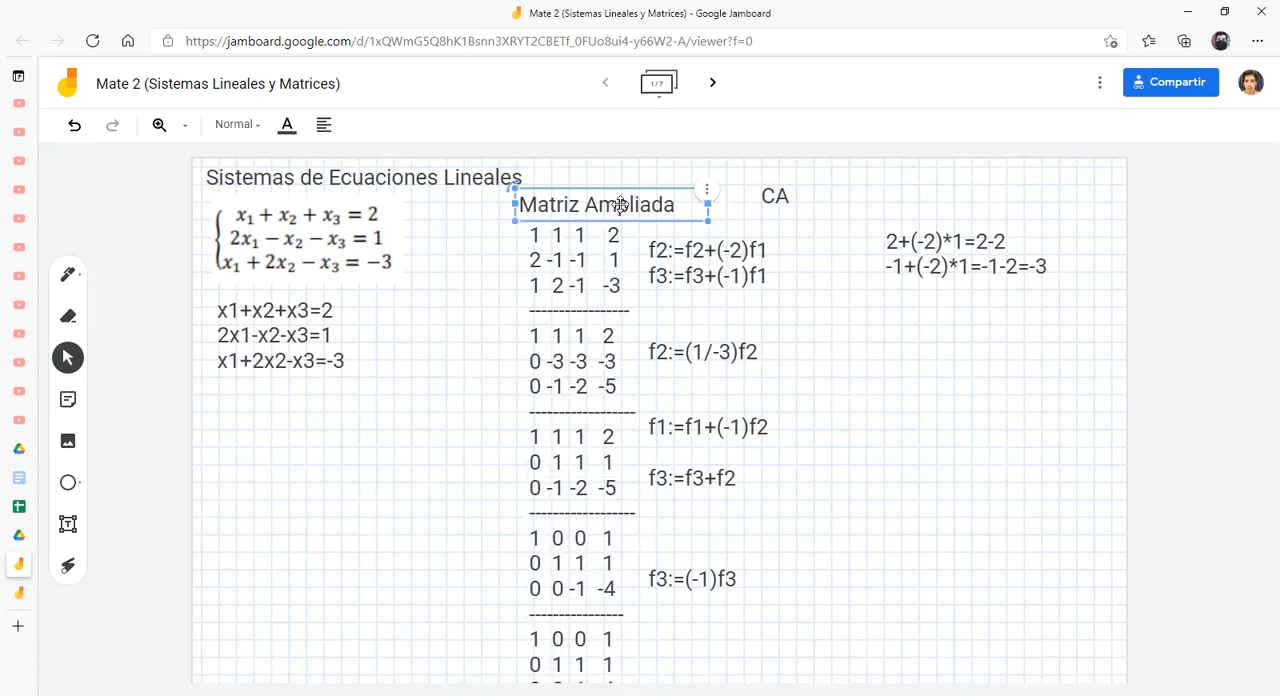 Mate 2 (Sistemas Lineales y Matrices) - Google Jamboard
https://jamboard.google.com/d/1xQWmG5Q8hK1Bsnn3XRYT2CBETf_0FUo8ui4-y66W2-A/viewer?f=0
Mate 2 (Sistemas Lineales y Matrices)
1/7
Compartir
Normal
A
Sistemas de Ecuaciones Lineales
x₁ + x₂ + x₃ = 2
2x₁ − x₂ − x₃ = 1
x₁ + 2x₂ − x₃ = −3
x1+x2+x3=2
2x1-x2-x3=1
x1+2x2-x3=-3
Matriz Ampliada
1 1 1 2
2 -1 -1 1
1 2 -1 -3
-----------------
1 1 1 2
0 -3 -3 -3
0 -1 -2 -5
------------------
1 1 1 2
0 1 1 1
0 -1 -2 -5
------------------
1 0 0 1
0 1 1 1
0 0 -1 -4
----------------
1 0 0 1
0 1 1 1
f2:=f2+(-2)f1
f3:=f3+(-1)f1
f2:=(1/-3)f2
f1:=f1+(-1)f2
f3:=f3+f2
f3:=(-1)f3
CA
2+(-2)*1=2-2
-1+(-2)*1=-1-2=-3